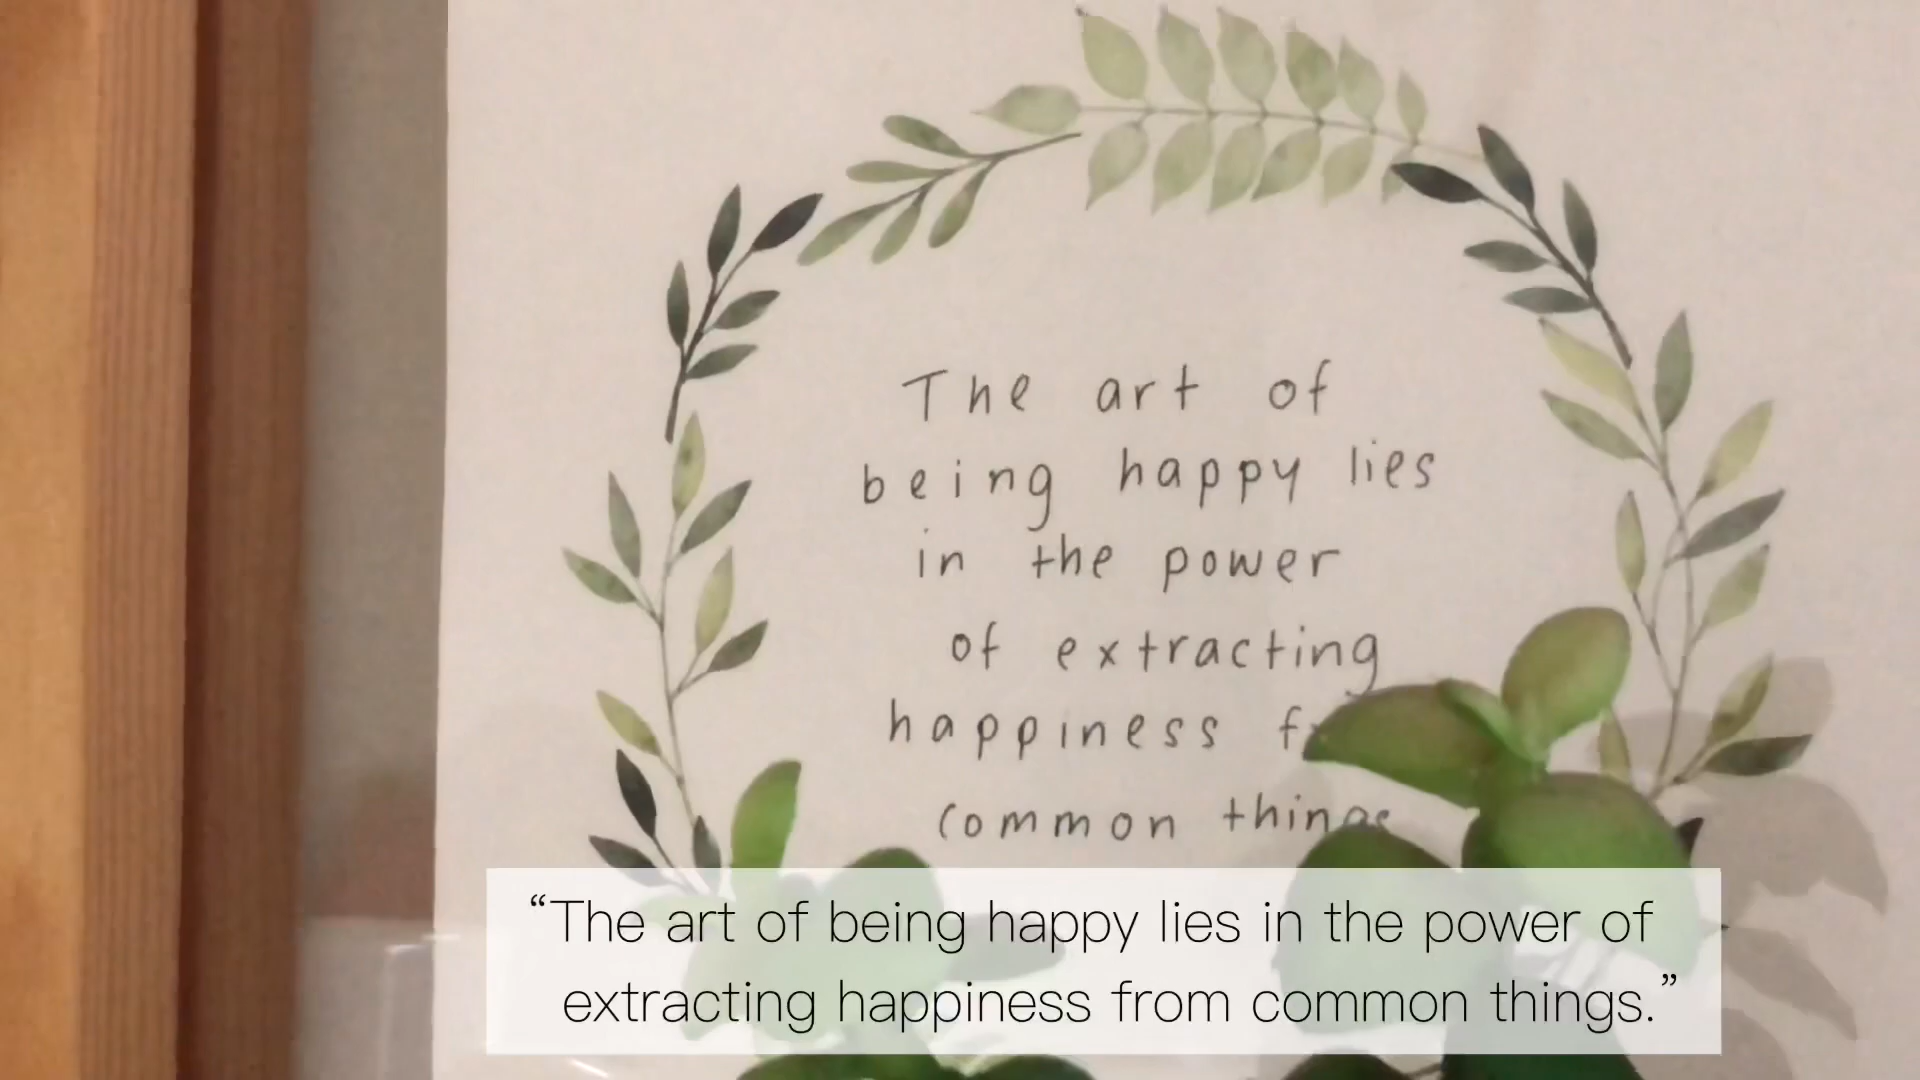 The art of
being happy lies
in the power
of extracting
happiness
common things
“The art of being happy lies in the power of
extracting happiness from common things.”